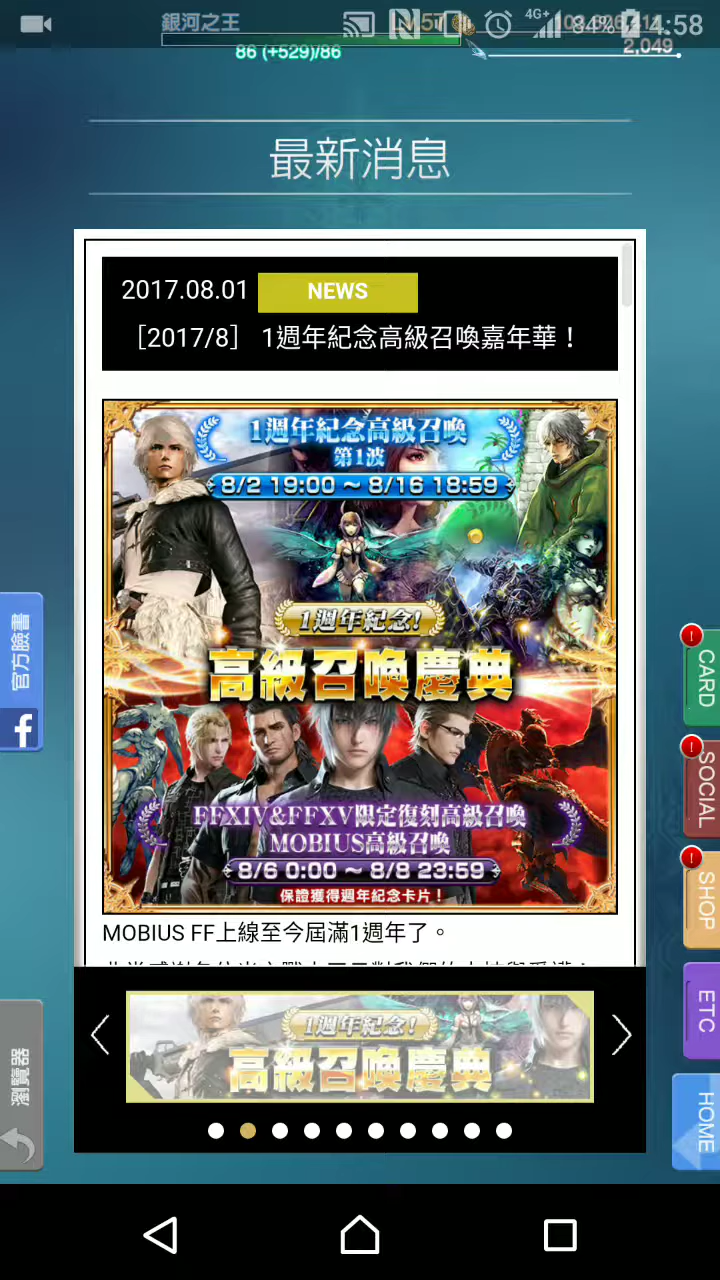 銀河之王
84% 4:58
4G+
86 (+529)/86
2,049
最新消息
2017.08.01 NEWS
［2017/8］ 1週年紀念高級召喚嘉年華！
1週年紀念高級召喚
第1波
8/2 19:00 ~ 8/16 18:59
1週年紀念!
高級召喚慶典
FFXIV&FFXV限定復刻高級召喚
MOBIUS高級召喚
8/6 0:00 ~ 8/8 23:59
保證獲得週年紀念卡片！
MOBIUS FF上線至今屆滿1週年了。
1週年紀念!
高級召喚慶典
官方臉書
瀏覽器
CARD
SOCIAL
SHOP
ETC
HOME